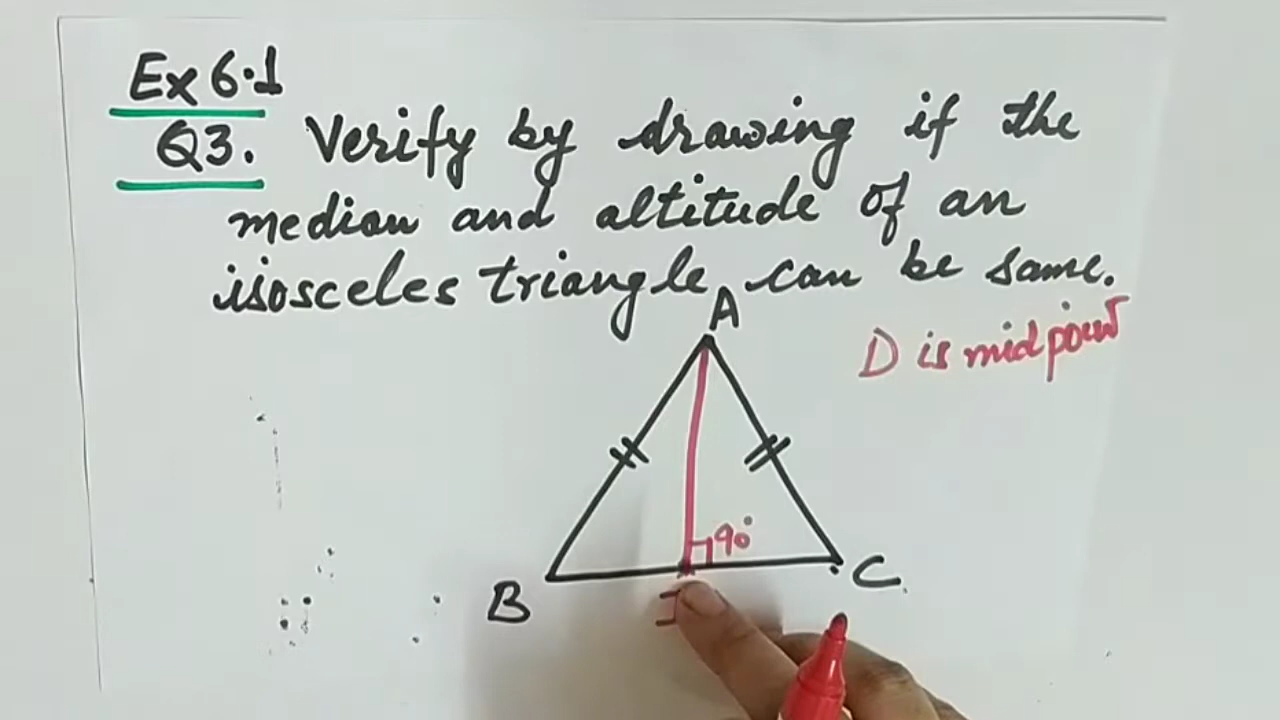 Ex 6.1
Q3. Verify by drawing if the
median and altitude of an
isosceles triangle can be same.
A
D is midpoint
90°
B
C